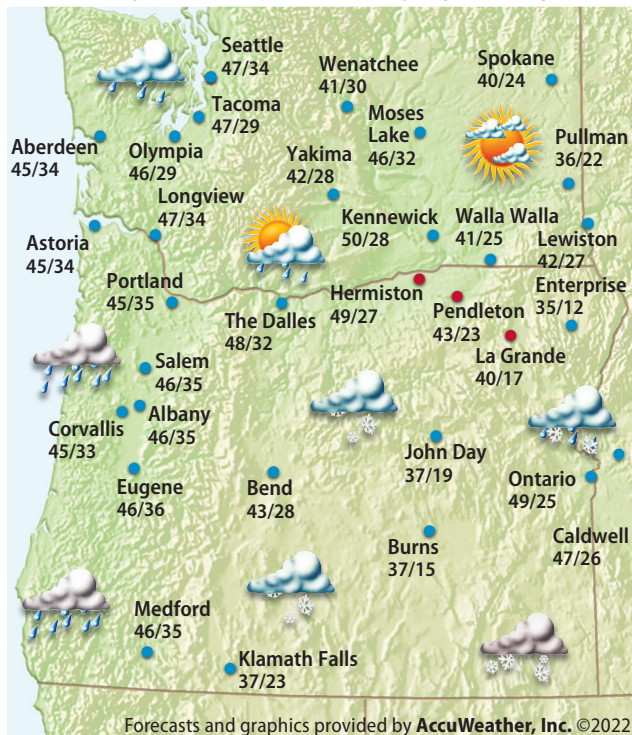 Seattle
47/34
Wenatchee
41/30
Spokane
40/24
Tacoma
47/29
Moses
Lake
46/32
Aberdeen
45/34
Olympia
46/29
Yakima
42/28
Pullman
36/22
Longview
47/34
Kennewick
50/28
Walla Walla
41/25
Lewiston
42/27
Astoria
45/34
Portland
45/35
The Dalles
48/32
Hermiston
49/27
Pendleton
43/23
Enterprise
35/12
La Grande
40/17
Salem
46/35
Albany
46/35
Corvallis
45/33
John Day
37/19
Ontario
49/25
Eugene
46/36
Bend
43/28
Burns
37/15
Caldwell
47/26
Medford
46/35
Klamath Falls
37/23
Forecasts and graphics provided by AccuWeather, Inc. ©2022